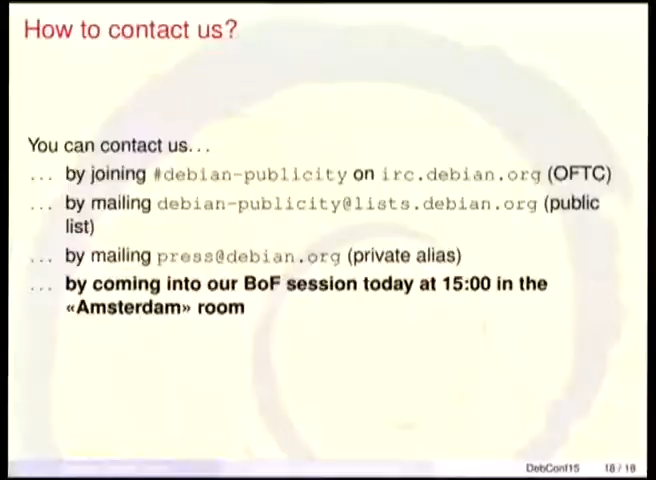 How to contact us?
You can contact us...
... by joining #debian-publicity on irc.debian.org (OFTC)
... by mailing debian-publicity@lists.debian.org (public
list)
... by mailing press@debian.org (private alias)
... by coming into our BoF session today at 15:00 in the
«Amsterdam» room
DebConf15 18 / 18